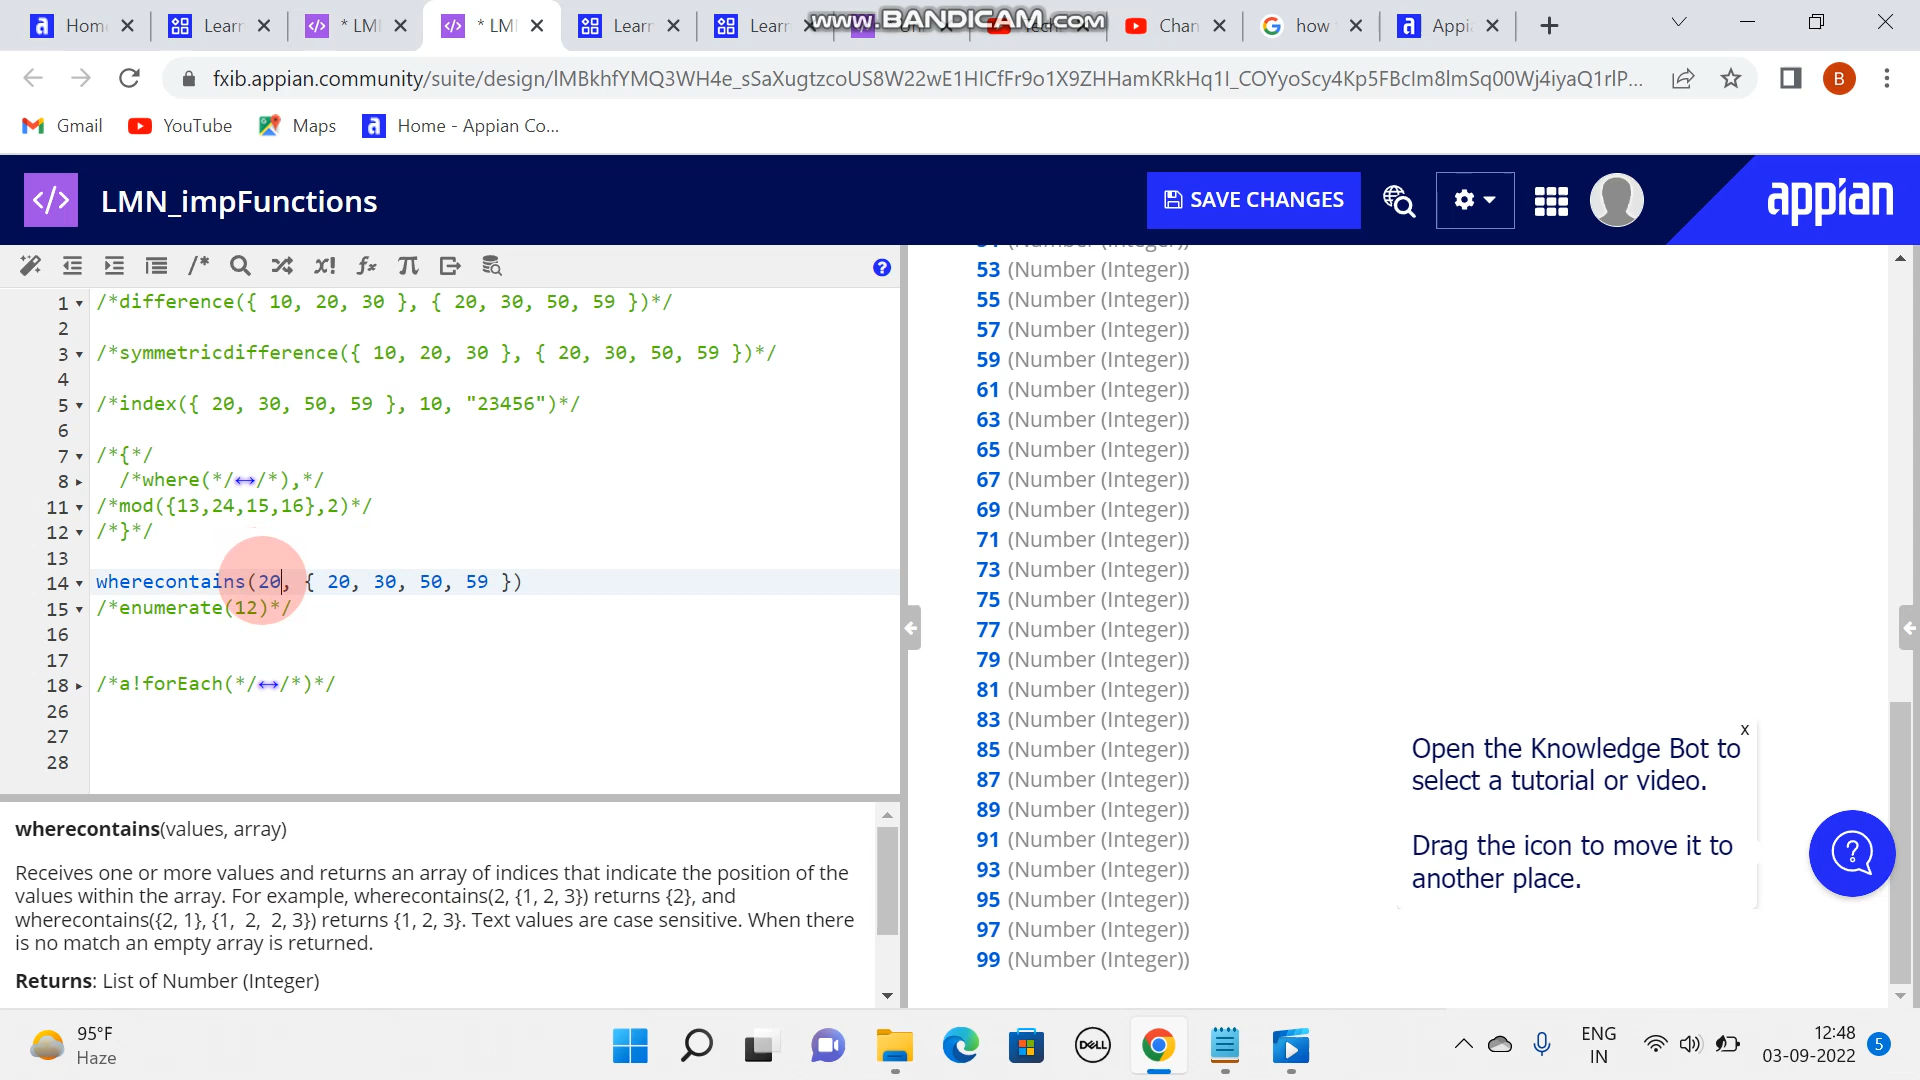 www.BANDICAM.COM
Hom
Learn
* LMI
* LMI
Learn
Learn
Chan
how
Appia
fxib.appian.community/suite/design/
Gmail
YouTube
Maps
Home - Appian Co...
</> LMN_impFunctions
SAVE CHANGES
appian
1 /*difference({ 10, 20, 30 }, { 20, 30, 50, 59 })*/
2
3 /*symmetricdifference({ 10, 20, 30 }, { 20, 30, 50, 59 })*/
4
5 /*index({ 20, 30, 50, 59 }, 10, "23456")*/
6
7 /*{*/
8 /*where(*/↔/*),*/
11 /*mod({13,24,15,16},2)*/
12 /*}*/
13
14 wherecontains(20, { 20, 30, 50, 59 })
15 /*enumerate(12)*/
16
17
18 /*a!forEach(*/↔/*)*/
26
27
28
wherecontains(values, array)
Receives one or more values and returns an array of indices that indicate the position of the
values within the array. For example, wherecontains(2, {1, 2, 3}) returns {2}, and
wherecontains({2, 1}, {1, 2, 2, 3}) returns {1, 2, 3}. Text values are case sensitive. When there
is no match an empty array is returned.
Returns: List of Number (Integer)
53 (Number (Integer))
55 (Number (Integer))
57 (Number (Integer))
59 (Number (Integer))
61 (Number (Integer))
63 (Number (Integer))
65 (Number (Integer))
67 (Number (Integer))
69 (Number (Integer))
71 (Number (Integer))
73 (Number (Integer))
75 (Number (Integer))
77 (Number (Integer))
79 (Number (Integer))
81 (Number (Integer))
83 (Number (Integer))
85 (Number (Integer))
87 (Number (Integer))
89 (Number (Integer))
91 (Number (Integer))
93 (Number (Integer))
95 (Number (Integer))
97 (Number (Integer))
99 (Number (Integer))
x
Open the Knowledge Bot to
select a tutorial or video.
Drag the icon to move it to
another place.
95°F
Haze
DELL
ENG
IN
12:48
03-09-2022
5